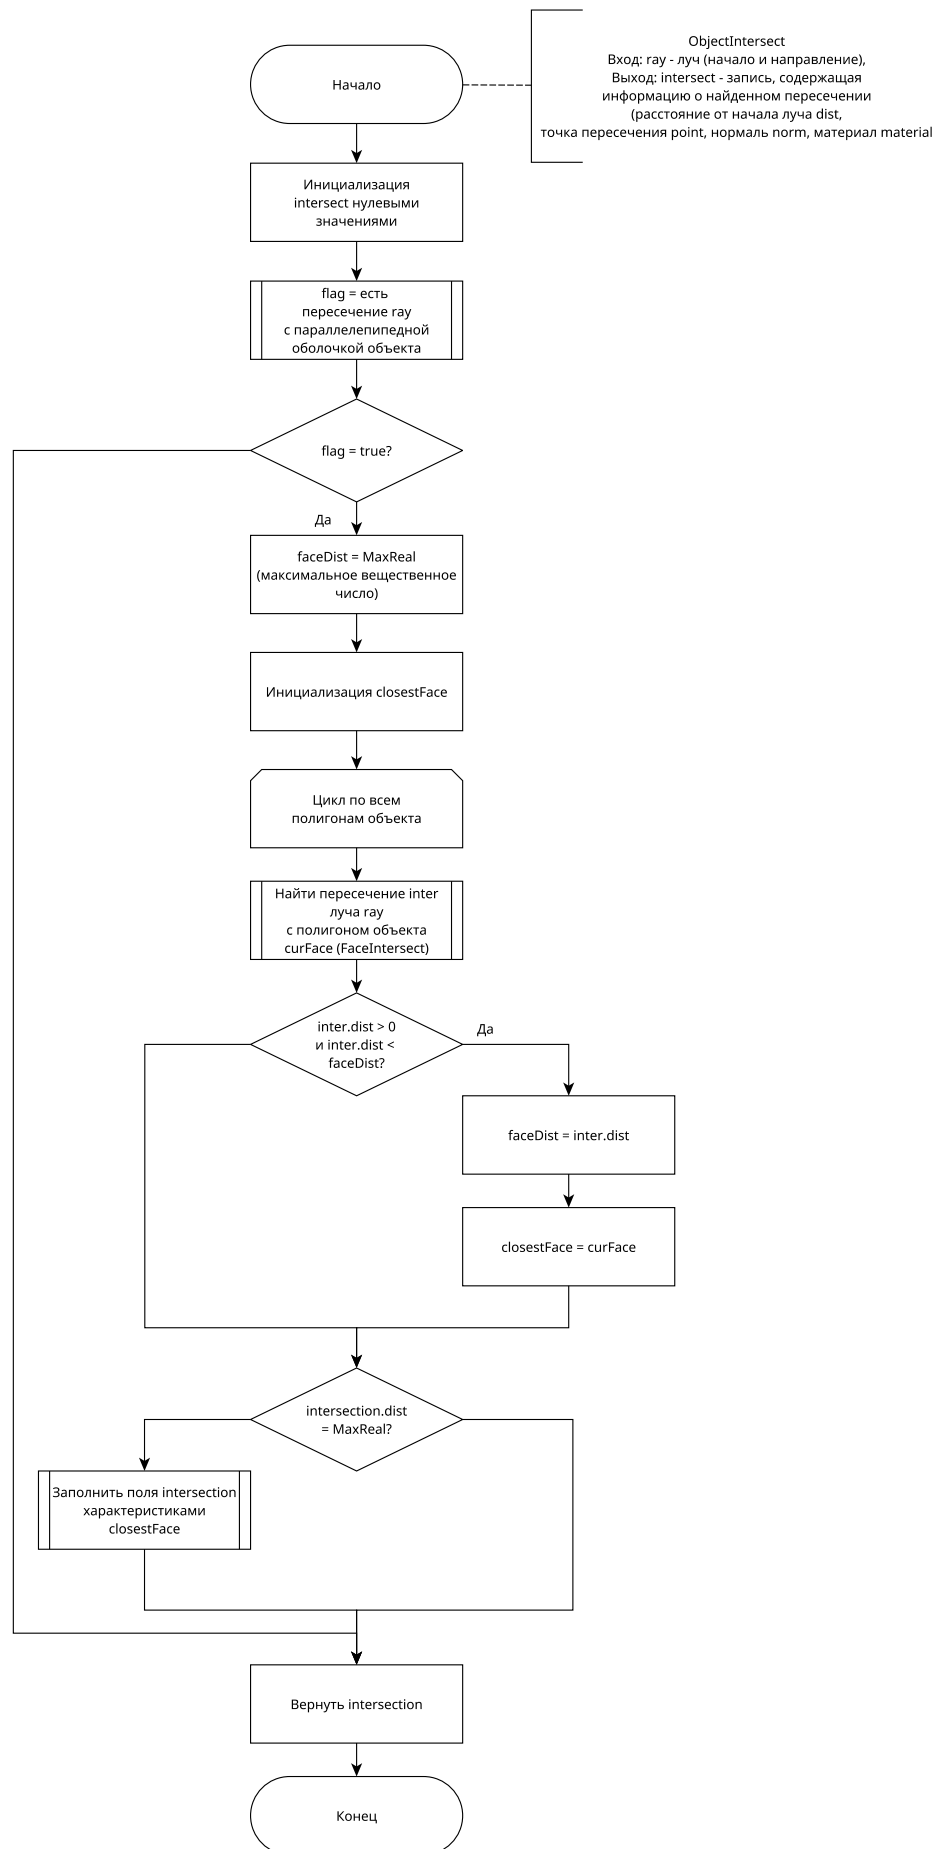 Начало
ObjectIntersect
Вход: ray - луч (начало и направление),
Выход: intersect - запись, содержащая
информацию о найденном пересечении
(расстояние от начала луча dist,
точка пересечения point, нормаль norm, материал material
Инициализация
intersect нулевыми
значениями
flag = есть
пересечение ray
с параллелепипедной
оболочкой объекта
flag = true?
Да
faceDist = MaxReal
(максимальное вещественное
число)
Инициализация closestFace
Цикл по всем
полигонам объекта
Найти пересечение inter
луча ray
с полигоном объекта
curFace (FaceIntersect)
inter.dist > 0
и inter.dist <
faceDist?
Да
faceDist = inter.dist
closestFace = curFace
intersection.dist
= MaxReal?
Заполнить поля intersection
характеристиками
closestFace
Вернуть intersection
Конец